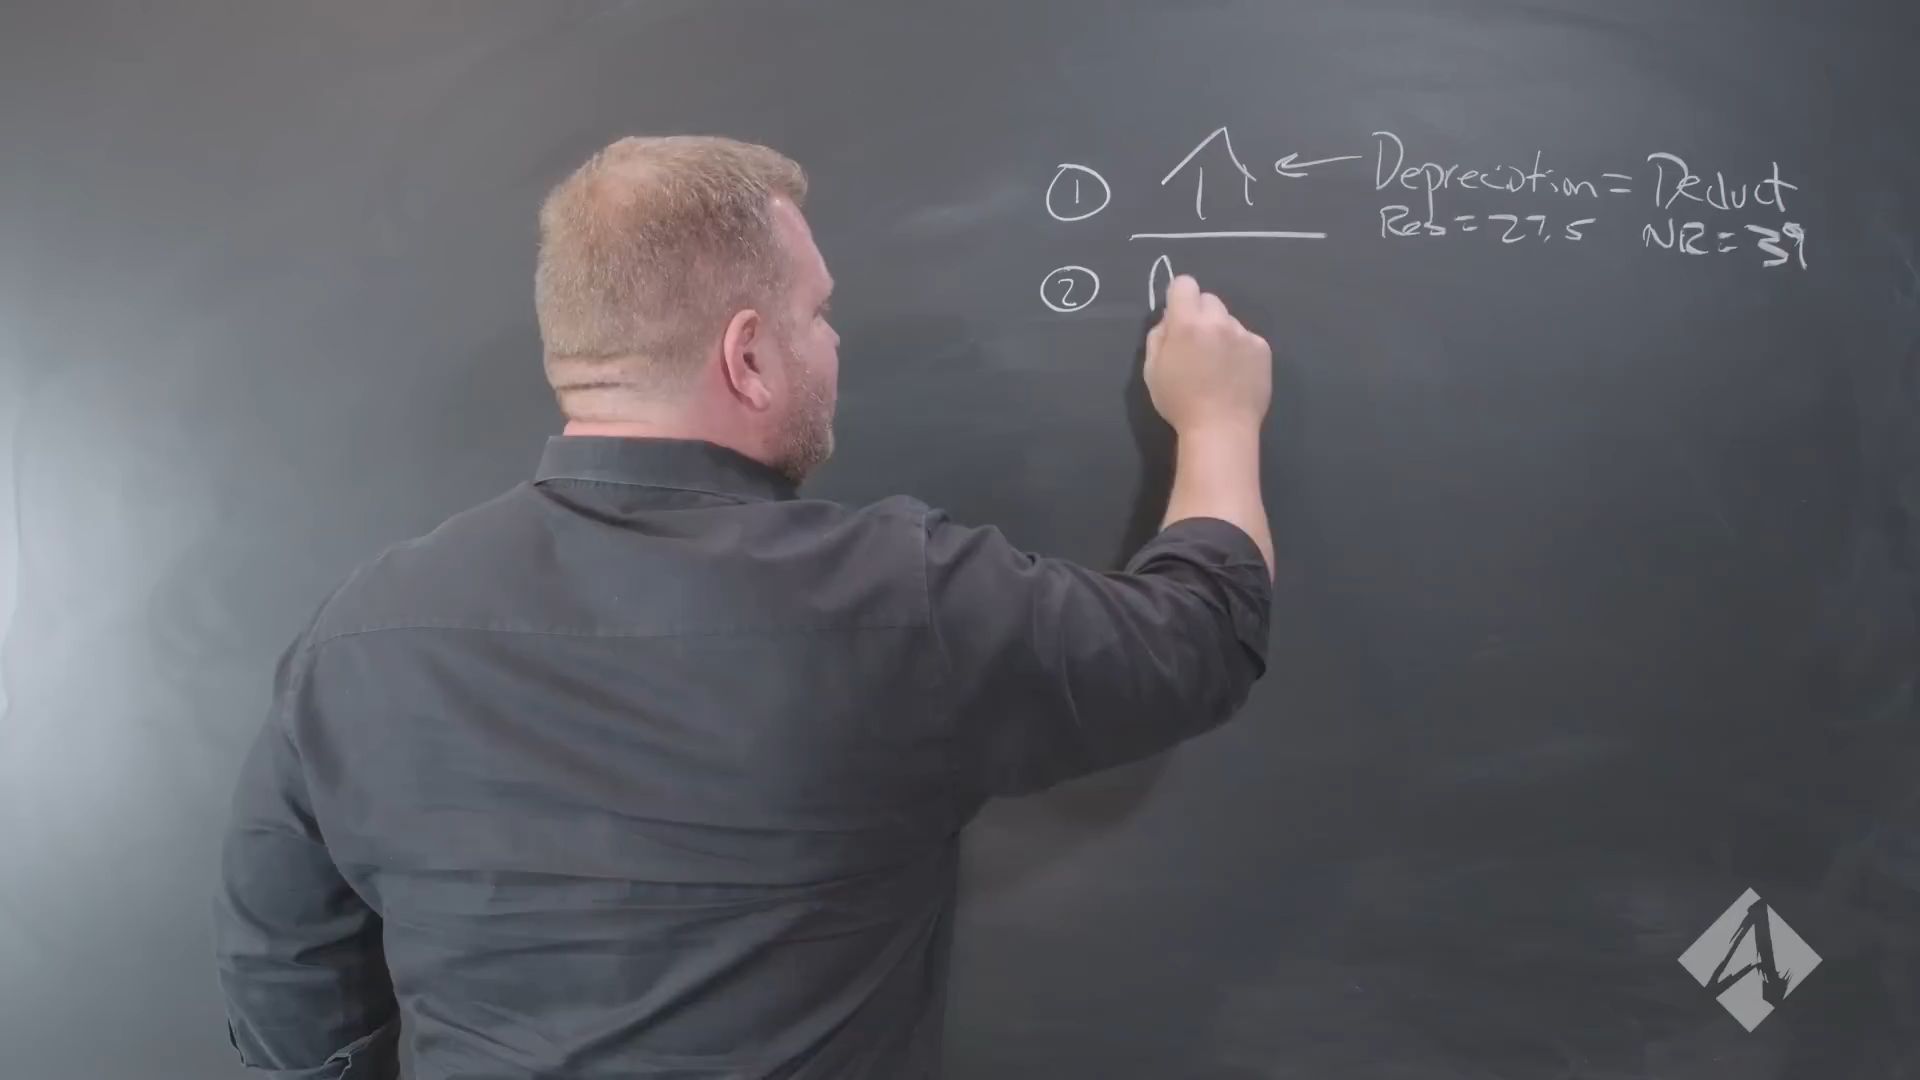 ① Depreciation = Deduct
Res = 27.5 NR = 39
②
A